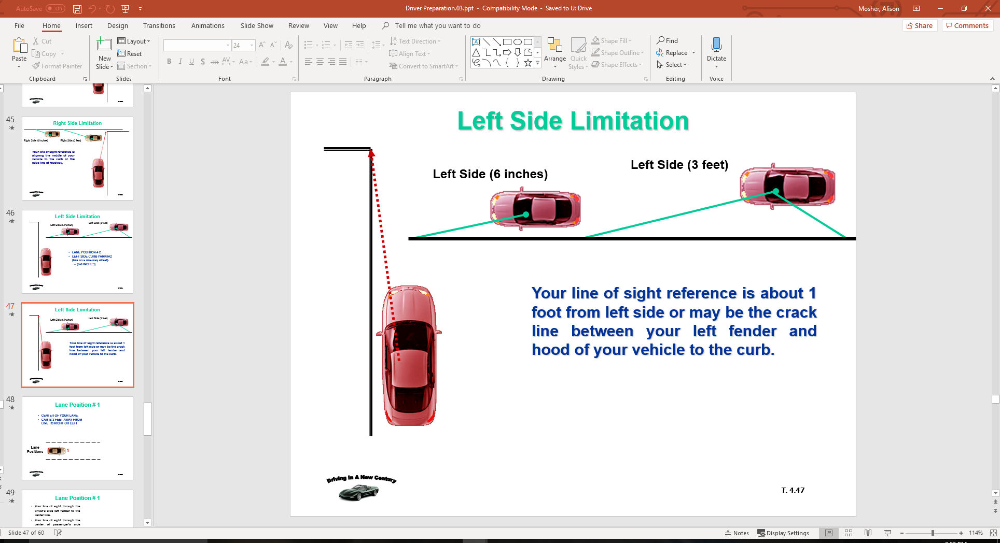 AutoSave Off
Driver Preparation.03.ppt - Compatibility Mode - Saved to U: Drive
Mosher, Alison
File Home Insert Design Transitions Animations Slide Show Review View Help Tell me what you want to do
Share Comments
Paste
Cut
Copy
Format Painter
Clipboard
New
Slide
Layout
Reset
Section
Slides
24
B I U S ab AV Aa A
Font
Text Direction
Align Text
Convert to SmartArt
Paragraph
Arrange
Quick
Styles
Shape Fill
Shape Outline
Shape Effects
Drawing
Find
Replace
Select
Editing
Dictate
Voice
45
Right Side Limitation
Right Side (6 inches) Right Side (3 feet)
Your line of sight reference is
aligning the middle of your
vehicle to the curb or the
edge line of roadway.
46
Left Side Limitation
Left Side (6 inches) Left Side (3 feet)
• LANE POSITION # 2
• LEFT SIDE CURB PARKING
(like on a one-way street).
– (0-6 INCHES)
47
Left Side Limitation
Left Side (6 inches) Left Side (3 feet)
Your line of sight reference is about 1
foot from left side or may be the crack
line between your left fender and
hood of your vehicle to the curb.
48
Lane Position # 1
• CENTER OF YOUR LANE.
• CAR IS 3 FEET AWAY FROM
LINE TO RIGHT OR LEFT
Lane
Positions
1
49
Lane Position # 1
• Your line of sight through the
driver's side left fender to the
center line.
• Your line of sight through the
center of passenger's side
Left Side Limitation
Left Side (6 inches)
Left Side (3 feet)
Your line of sight reference is about 1
foot from left side or may be the crack
line between your left fender and
hood of your vehicle to the curb.
Driving In A New Century
T. 4.47
Slide 47 of 60
Notes Display Settings
114%